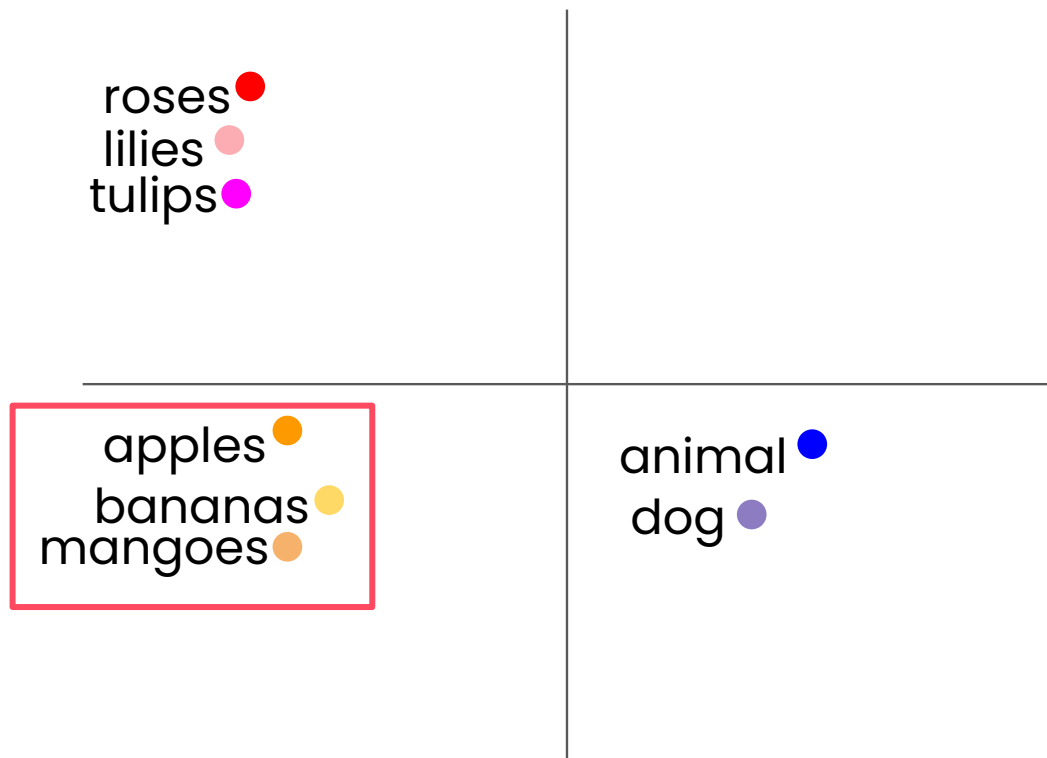 roses
lilies
tulips
apples
bananas
mangoes
animal
dog